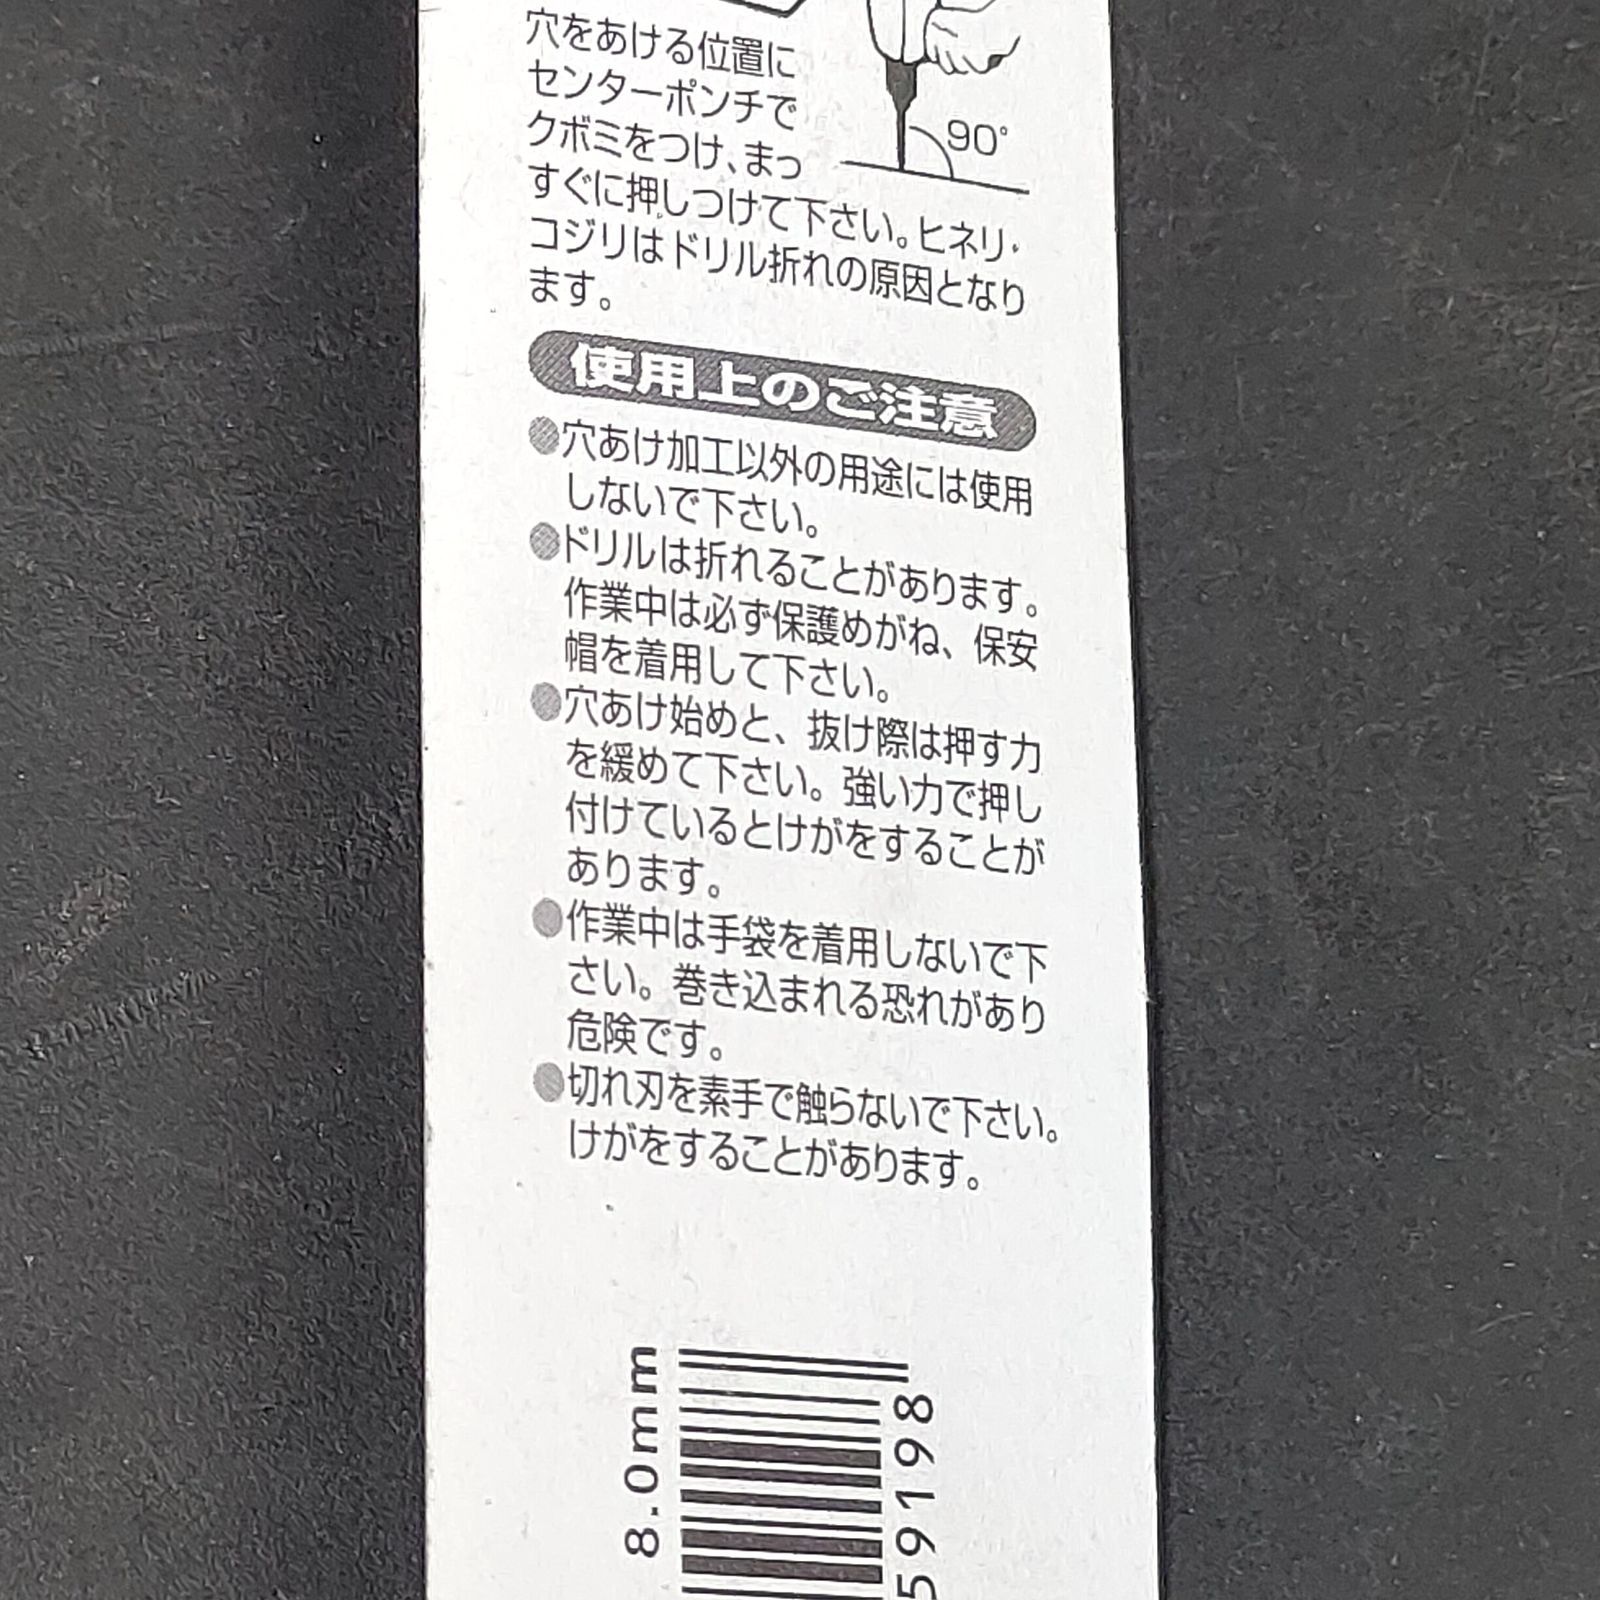 穴をあける位置に
センターポンチで
クボミをつけ、まっ
すぐに押しつけて下さい。ヒネリ・
コジリはドリル折れの原因となり
ます。
90°
使用上のご注意
●穴あけ加工以外の用途には使用
しないで下さい。
●ドリルは折れることがあります。
作業中は必ず保護めがね、保安
帽を着用して下さい。
●穴あけ始めと、抜け際は押す力
を緩めて下さい。強い力で押し
付けているとけがをすることが
あります。
●作業中は手袋を着用しないで下
さい。巻き込まれる恐れがあり
危険です。
●切れ刃を素手で触らないで下さい。
けがをすることがあります。
8.0mm
59198